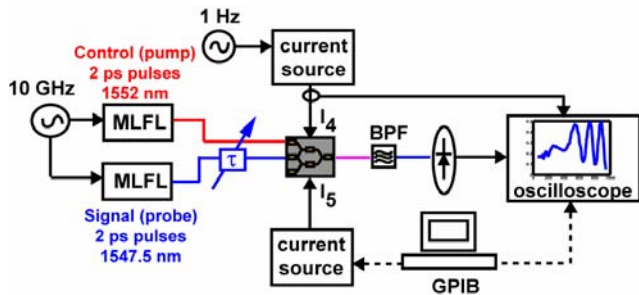 1 Hz
current
source
Control (pump)
2 ps pulses
1552 nm
10 GHz
MLFL
I4
BPF
τ
MLFL
oscilloscope
I5
Signal (probe)
2 ps pulses
1547.5 nm
current
source
GPIB